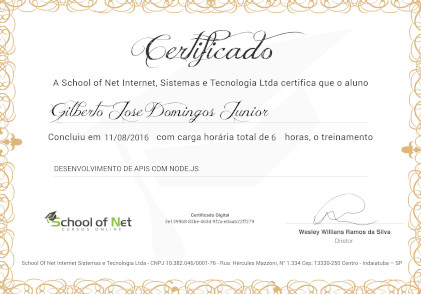 Certificado
A School of Net Internet, Sistemas e Tecnologia Ltda certifica que o aluno
Gilberto Jose Domingos Junior
Concluiu em 11/08/2016 com carga horária total de 6 horas, o treinamento
DESENVOLVIMENTO DE APIS COM NODE.JS
School of Net
CURSOS ONLINE
Certificado Digital
Wesley Willians Ramos da Silva
Diretor
School Of Net Internet Sistemas e Tecnologia Ltda - CNPJ 10.382.046/0001-76 - Rua: Hércules Mazzoni, Nº 1.334 Cep: 13330-250 Centro - Indaiatuba – SP